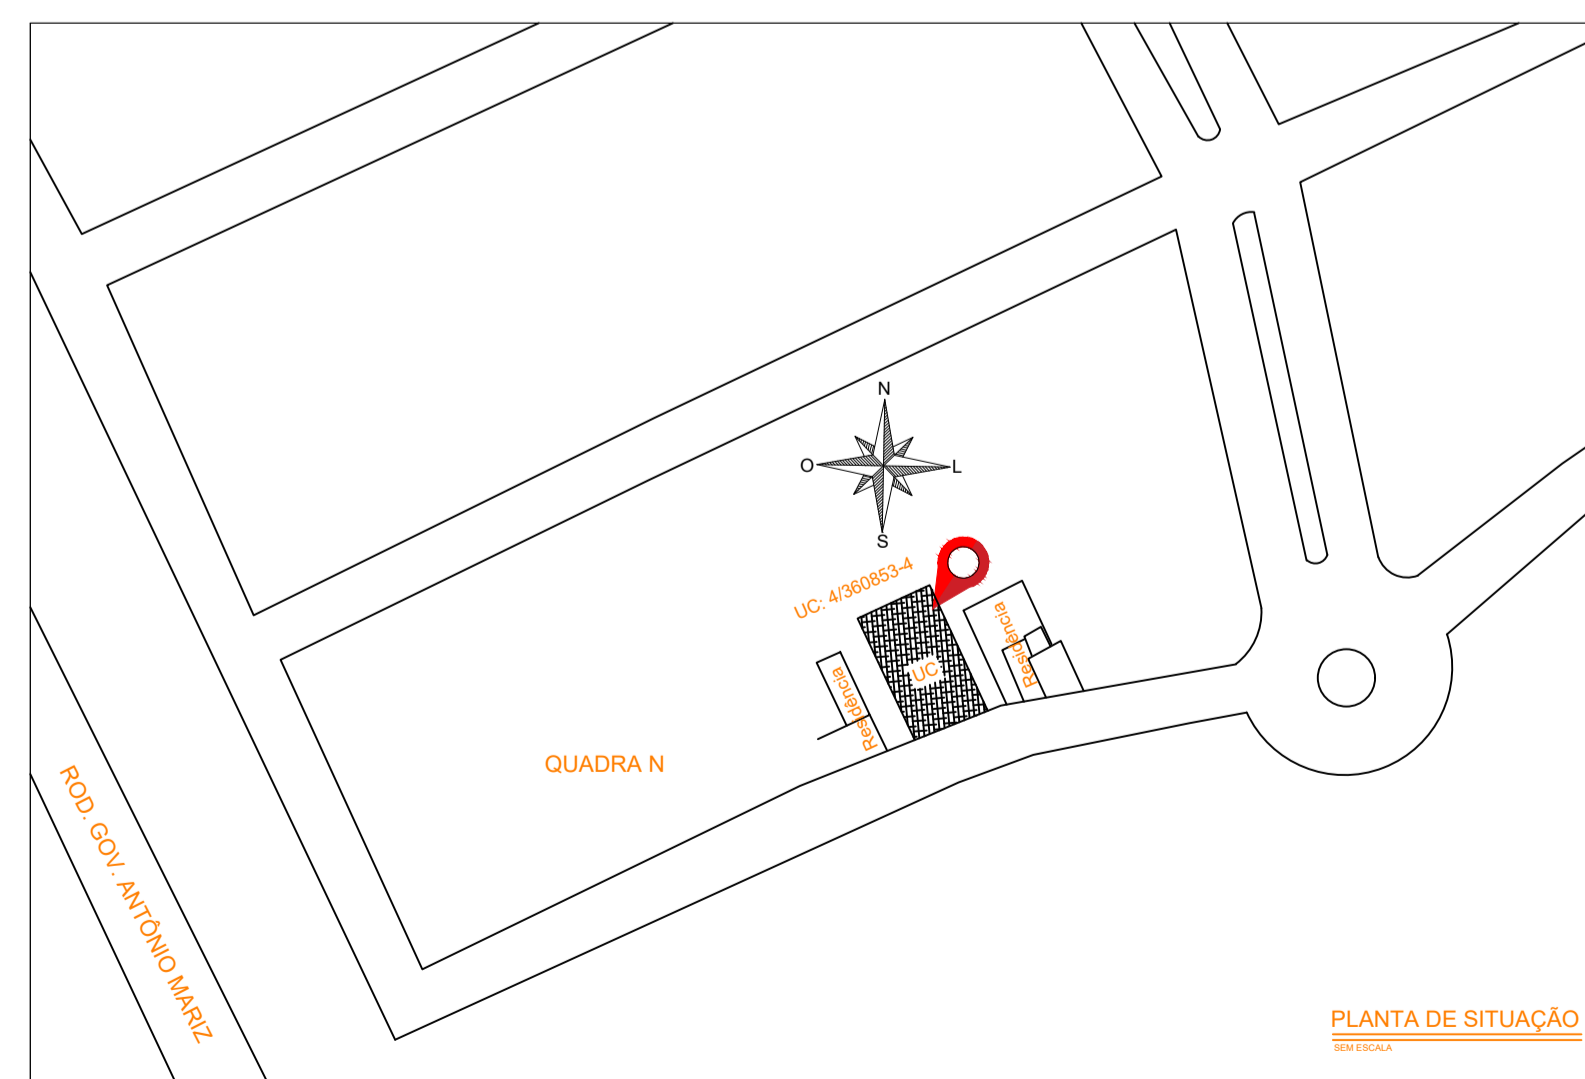 N
O
L
S
UC: 4/360853-4
Residência
UC
Residência
QUADRA N
ROD. GOV. ANTÔNIO MARIZ
PLANTA DE SITUAÇÃO
SEM ESCALA